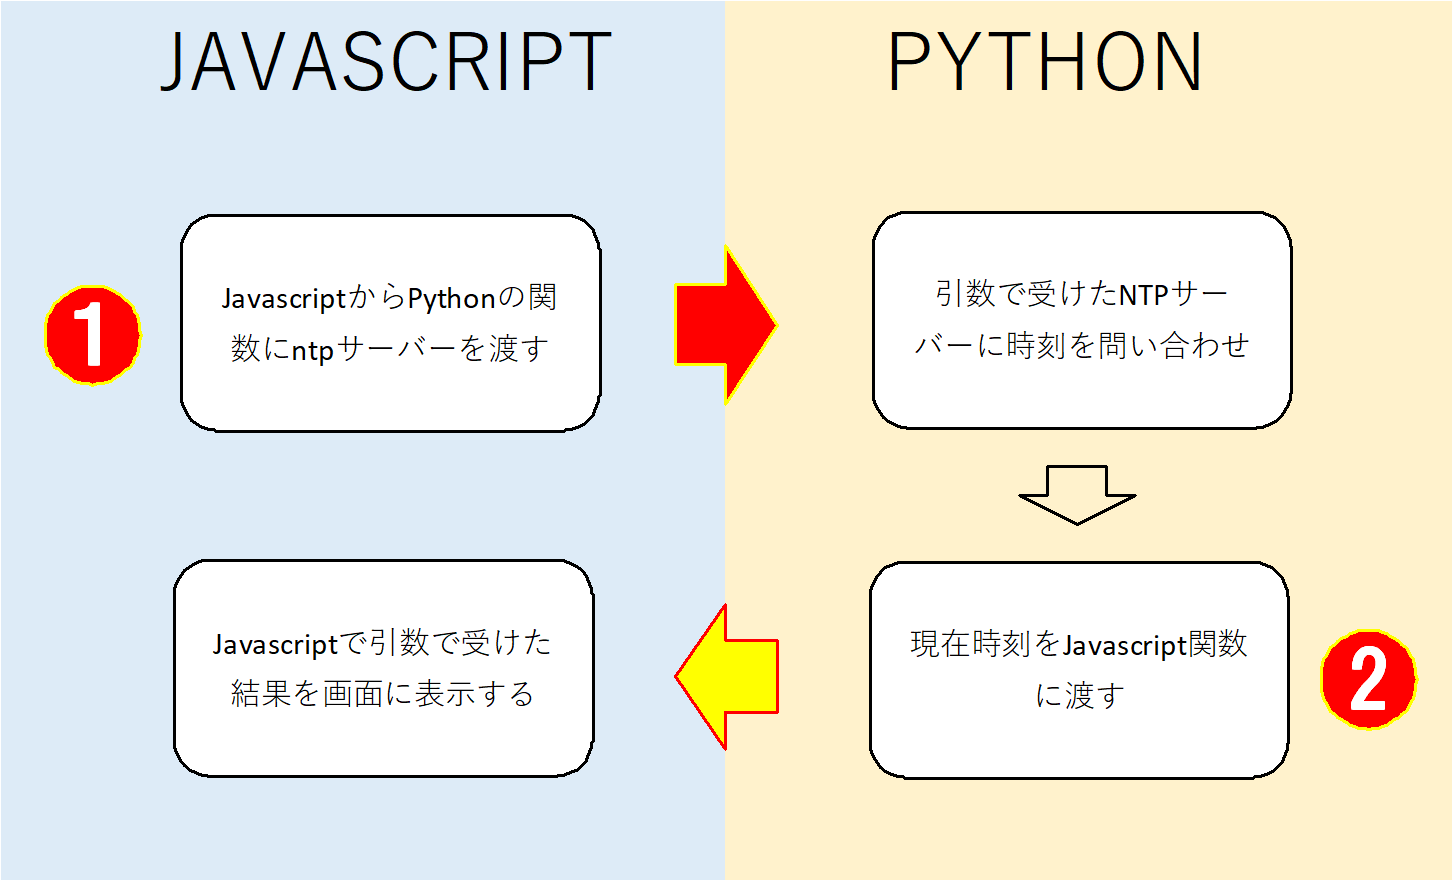 JAVASCRIPT
PYTHON
1
JavascriptからPythonの関
数にntpサーバーを渡す
引数で受けたNTPサー
バーに時刻を問い合わせ
Javascriptで引数で受けた
結果を画面に表示する
現在時刻をJavascript関数
に渡す
2